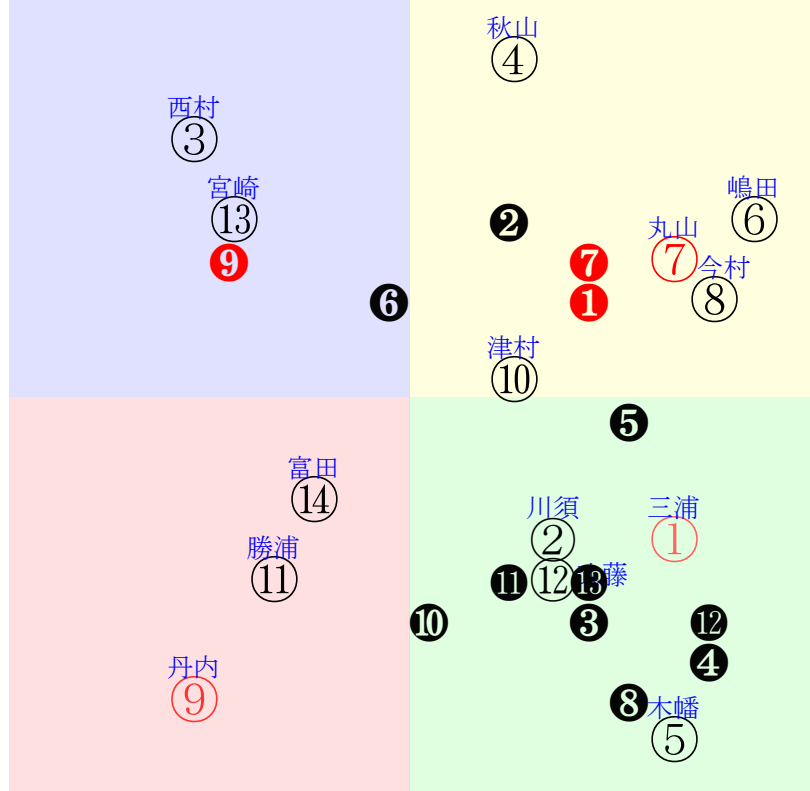 秋山
④
西村
③
宮崎
⑬
嶋田
⑥
❷
丸山
⑦
今村
⑧
❾
❼
❻
❶
津村
⑩
❺
富田
⑭
川須
②
三浦
①
勝浦
⑪
⓫
⑫
⓭
藤
❿
❸
⓬
❹
丹内
⑨
❽
木幡
⑤